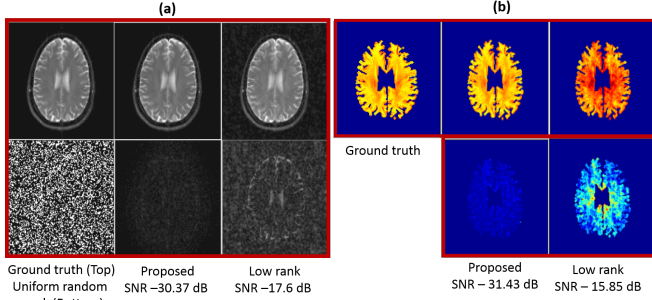 (a)
(b)
Ground truth
Ground truth (Top)
Uniform random
Proposed
SNR –30.37 dB
Low rank
SNR –17.6 dB
Proposed
SNR – 31.43 dB
Low rank
SNR – 15.85 dB